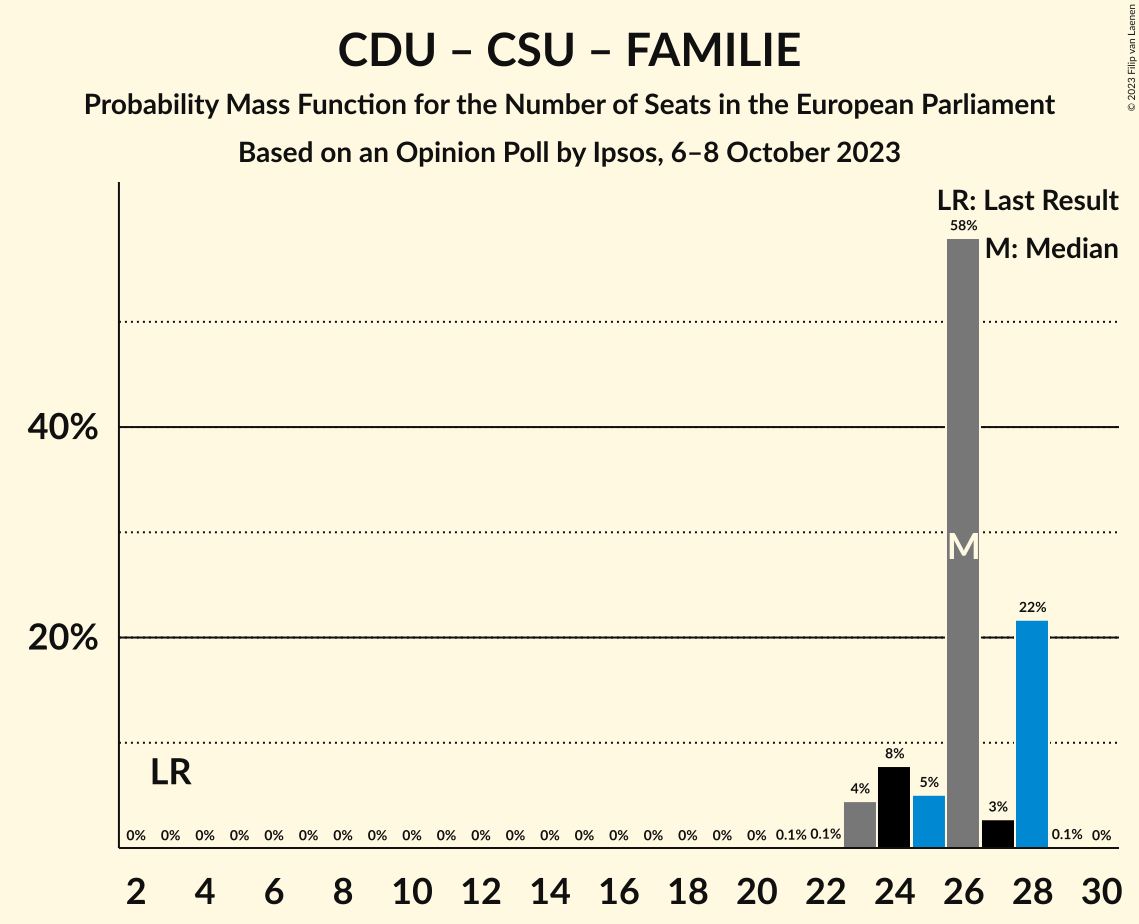 CDU – CSU – FAMILIE
Probability Mass Function for the Number of Seats in the European Parliament
Based on an Opinion Poll by Ipsos, 6–8 October 2023
© 2023 Filip van Laenen
LR: Last Result
M: Median
58%
40%
M
22%
20%
LR
8%
5%
4%
3%
0% 0% 0% 0% 0% 0% 0% 0% 0% 0% 0% 0% 0% 0% 0% 0% 0% 0% 0% 0.1% 0.1% 0.1% 0%
2 4 6 8 10 12 14 16 18 20 22 24 26 28 30